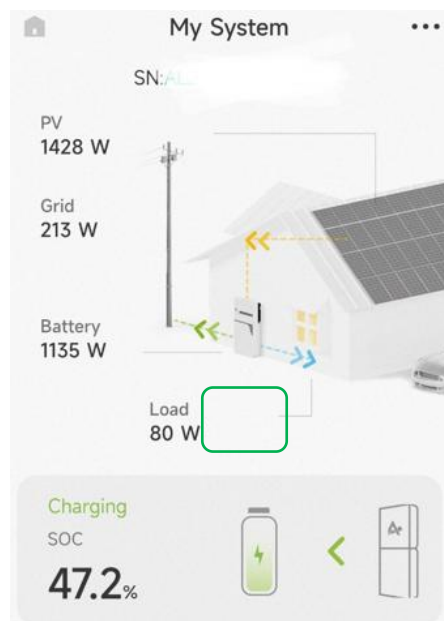 My System
SN:
PV
1428 W
Grid
213 W
Battery
1135 W
Load
80 W
Charging
SOC
47.2%